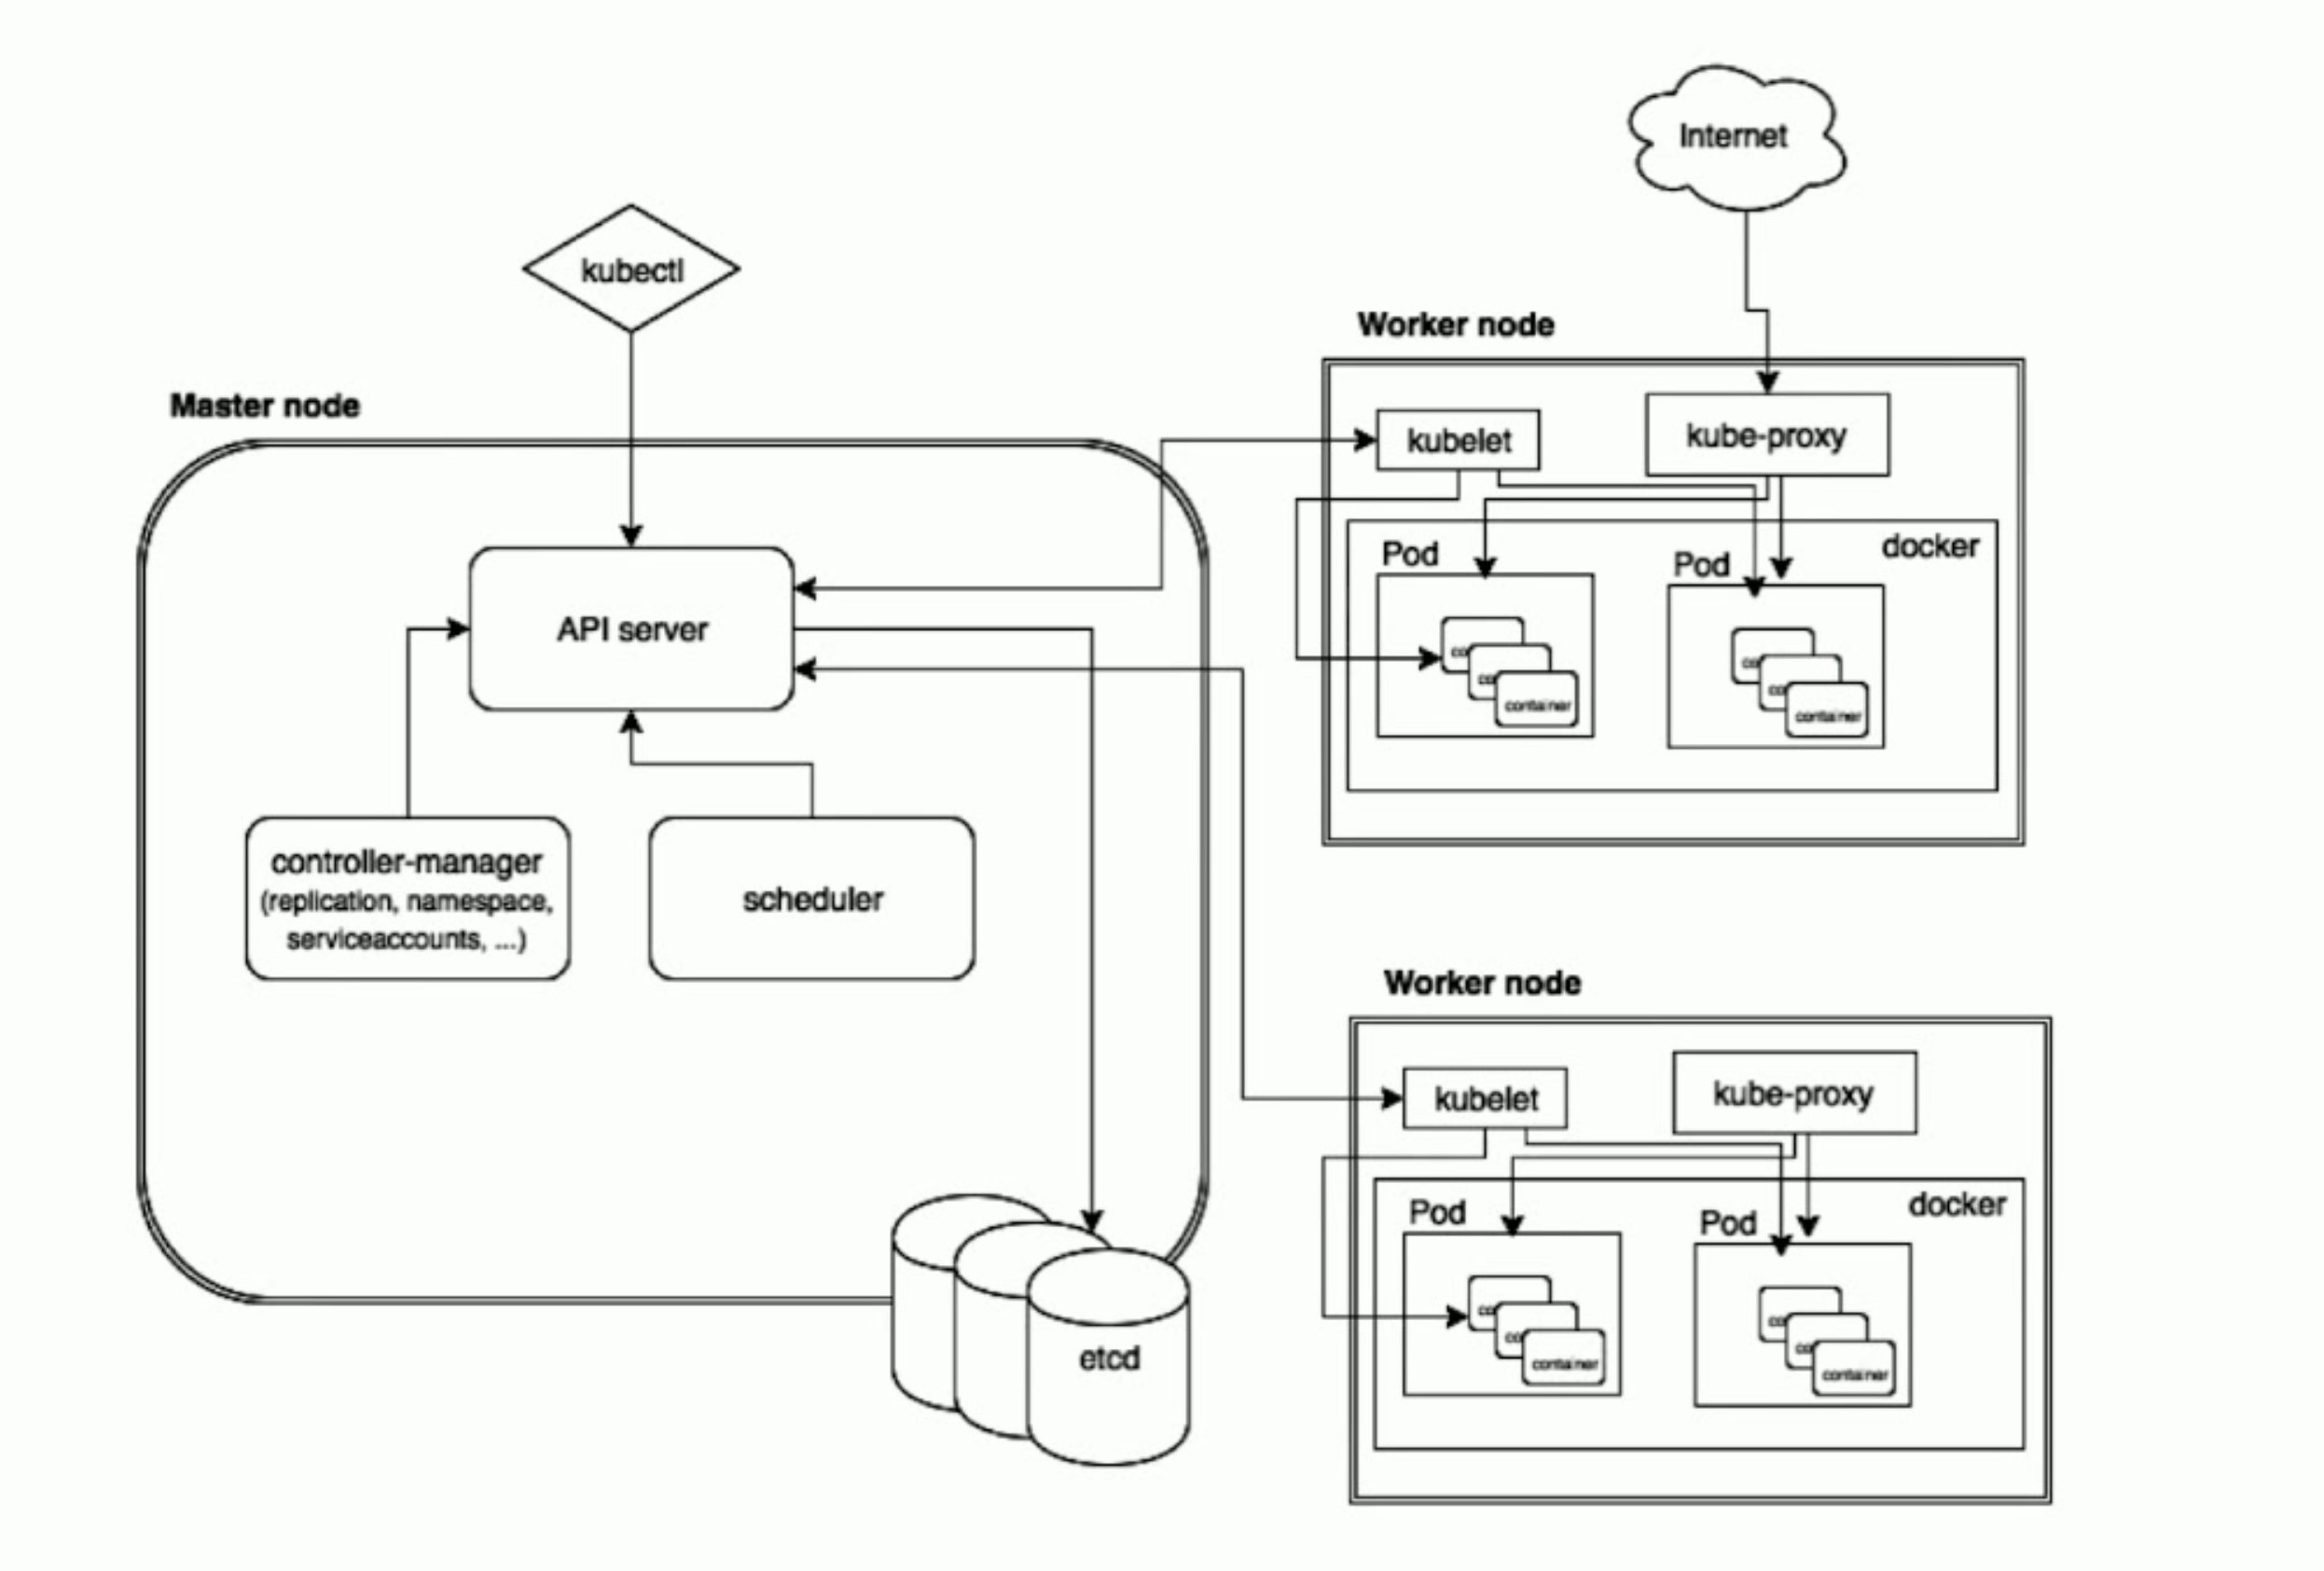 Internet
kubectl
Worker node
Master node
kubelet
kube-proxy
docker
Pod
Pod
API server
co
co
container
co
co
container
controller-manager
(replication, namespace,
serviceaccounts, ...)
scheduler
Worker node
kubelet
kube-proxy
docker
Pod
Pod
co
co
container
co
co
container
etcd